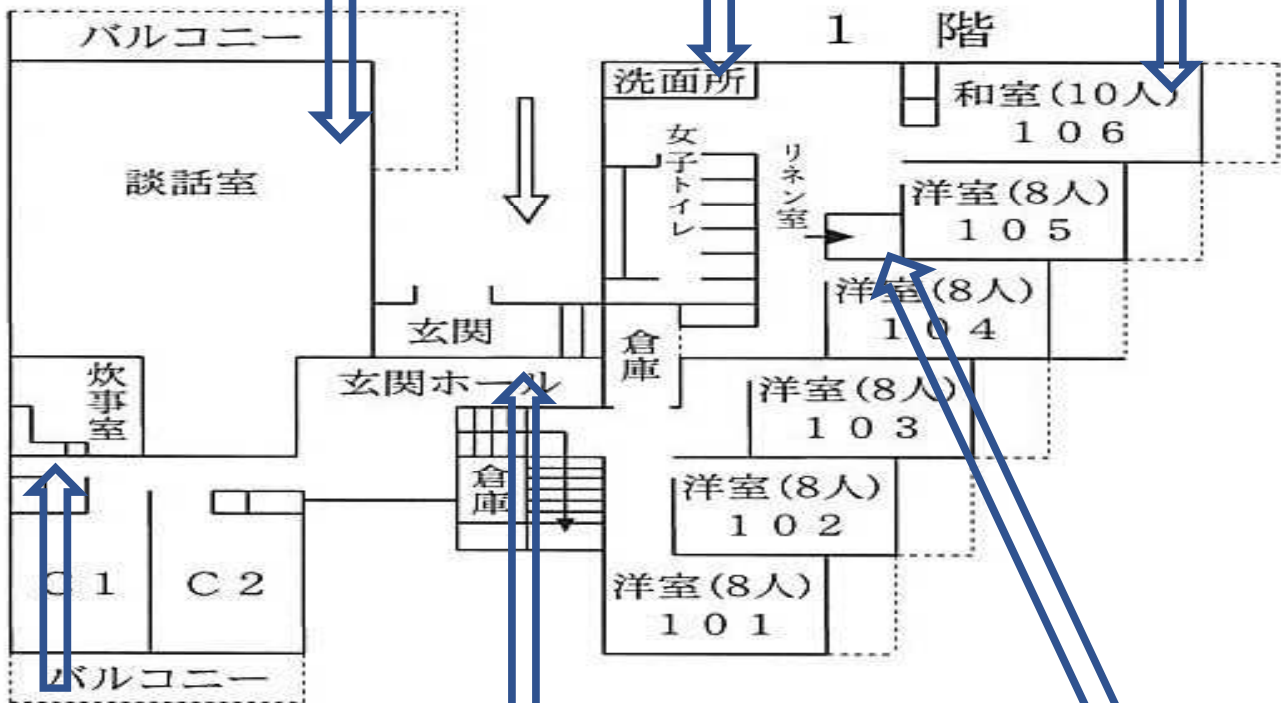 バルコニー
1 階
洗面所
和室(10人)
106
談話室
女子トイレ
リネン室
洋室(8人)
105
洋室(8人)
104
玄関
倉庫
炊事室
玄関ホール
洋室(8人)
103
倉庫
洋室(8人)
102
C1
C2
洋室(8人)
101
バルコニー